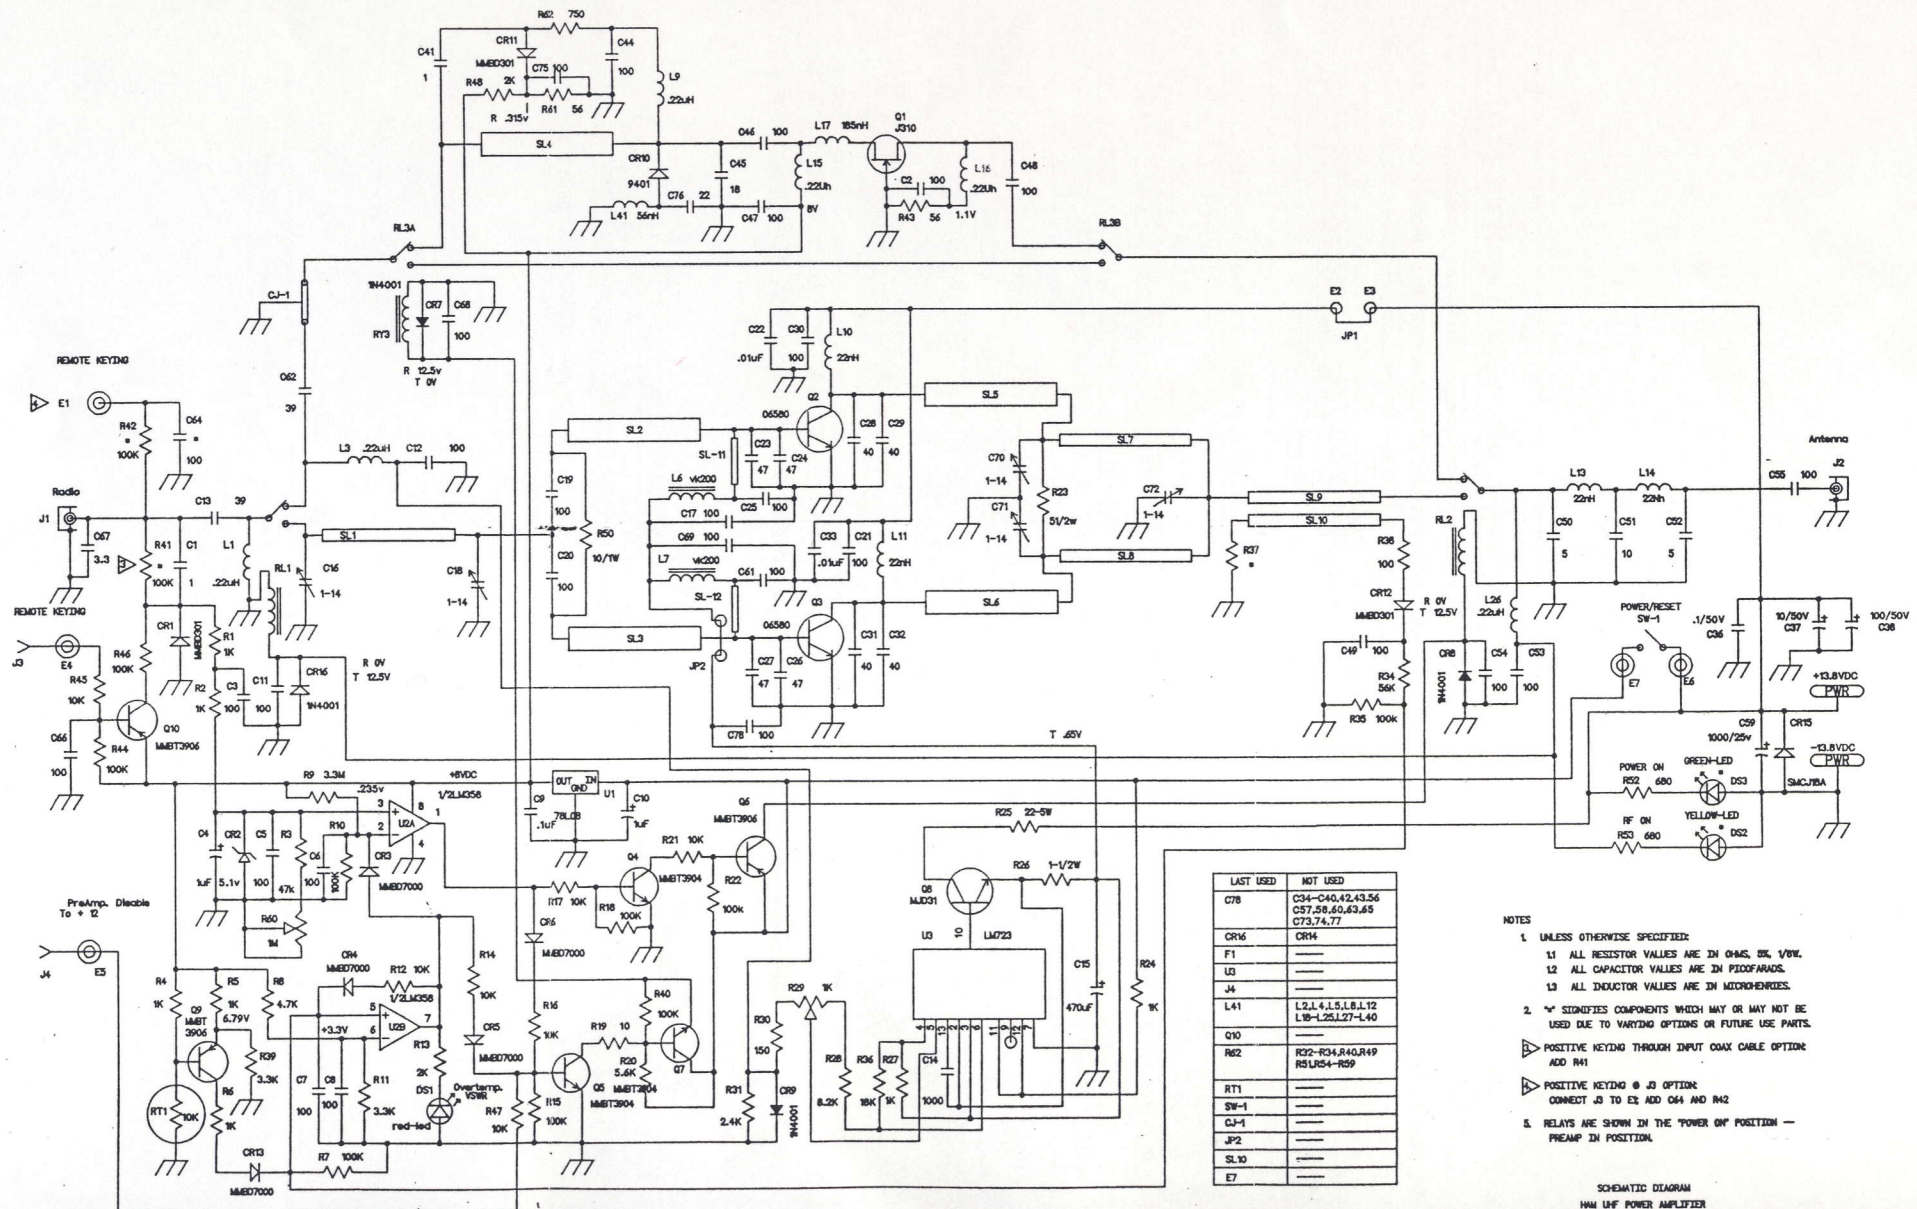 R62 750
C41
1
CR11
MMBD301
C44
100
R48 2K
C75 100
R61 56
R .315v
L9
.22uH
SL4
CR10
9401
C76 22
L41 56nH
C45
18
C46 100
C47 100
L15
.22Uh
8V
L17 185nH
Q1
J310
C2 100
R43 56
1.1V
L16
.22Uh
C48
100
RL3A
RL3B
CJ-1
1N4001
CR7
C68
100
RY3
R 12.5v
T 0V
C62
39
REMOTE KEYING
4
E1
R42
*
100K
C64
*
100
L3 .22uH
C12 100
Radio
J1
C67
3.3
3
R41
*
100K
C13 39
C1
1
L1
.22uH
RL1
C16
1-14
SL1
C18
1-14
C19
100
C20
100
R50
10/1W
SL2
SL3
SL-11
SL-12
L6 vk200
C25 100
C17 100
C69 100
L7 vk200
C61 100
JP2
C22
.01uF
C30
100
L10
22nH
Q2
06580
C23
47
C24
47
C28
40
C29
40
C33
.01uF
C21
100
L11
22nH
Q3
06580
C27
47
C26
47
C31
40
C32
40
C78 100
SL5
SL6
SL7
SL8
C70
1-14
C71
1-14
R23
51/2w
C72
1-14
SL9
SL10
R37
*
R38
100
CR12
MMBD301
C49 100
R34
56K
R35 100k
E2 E3
JP1
RL2
R 0V
T 12.5V
L26
.22uH
CR8
1N4001
C54
100
C53
100
L13
22nH
L14
22Nh
C50
5
C51
10
C52
5
C55 100
Antenna
J2
POWER/RESET
SW-1
E7
E6
.1/50V
C36
10/50V
C37
100/50V
C38
+13.8VDC
PWR
-13.8VDC
PWR
C59
1000/25v
CR15
SMCJ18A
POWER ON
R52 680
GREEN-LED
*
DS3
RF ON
R53 680
YELLOW-LED
*
DS2
REMOTE KEYING
J3
E4
R45
10K
R46
100K
C66
100
R44
100K
Q10
MMBT3906
CR1
MMBD301
R1
1K
R2
1K
C3
100
C11
100
CR16
1N4001
R 0V
T 12.5V
R9 3.3M
.235v
+8VDC
1/2LM358
U2A
3
2
8
1
4
C4
1uF
CR2
5.1v
C5
100
R3
47k
C6
100
R10
100K
CR3
MMBD7000
R60
1M
PreAmp. Disable
To + 12
J4
E5
R4
1K
Q9
MMBT
3906
R5
1K
6.79V
R8
4.7K
R39
3.3K
R6
1K
RT1
10K
CR13
MMBD7000
R7 100K
CR4
MMBD7000
R12 10K
1/2LM358
U2B
5
6
7
+3.3V
C7
100
C8
100
R11
3.3K
R13
2K
DS1
Overtemp.
VSWR
red-led
R14
10K
CR5
MMBD7000
R47
10K
CR6
MMBD7000
R16
10K
R15
100K
C9
.1uF
OUT IN
GND
78L08
U1
C10
1uF
R17 10K
Q4
MMBT3904
R18
100K
R21 10K
R22
100k
Q6
MMBT3906
R19 10
R40
100K
R20
5.6K
Q5
MMBT3904
MMBT3904
Q7
T .65V
R30
150
R31
2.4K
CR9
1N4001
R29 1K
R28
8.2K
R36
18K
R27
1K
C14
1000
R25 22-5W
R26 1-1/2W
Q8
MJD31
10
U3 LM723
4 5 13 2 3 6 11 9 12 7
C15
470uF
R24
1K
LAST USED NOT USED
C78 C34-C40,42,43,56
C57,58,60,63,65
C73,74,77
CR16 CR14
F1
U3
J4
L41 L2,L4,L5,L8,L12
L18-L25,L27-L40
Q10
R62 R32-R34,R40,R49
R51,R54-R59
RT1
SW-1
CJ-1
JP2
SL10
E7
NOTES
1. UNLESS OTHERWISE SPECIFIED:
1.1 ALL RESISTOR VALUES ARE IN OHMS, 5%, 1/8W.
1.2 ALL CAPACITOR VALUES ARE IN PICOFARADS.
1.3 ALL INDUCTOR VALUES ARE IN MICROHENRIES.
2. "*" SIGNIFIES COMPONENTS WHICH MAY OR MAY NOT BE
USED DUE TO VARYING OPTIONS OR FUTURE USE PARTS.
3 POSITIVE KEYING THROUGH INPUT COAX CABLE OPTION:
ADD R41
4 POSITIVE KEYING @ J3 OPTION:
CONNECT J3 TO E1; ADD C64 AND R42
5. RELAYS ARE SHOWN IN THE "POWER ON" POSITION —
PREAMP IN POSITION.
SCHEMATIC DIAGRAM
HAM UHF POWER AMPLIFIER